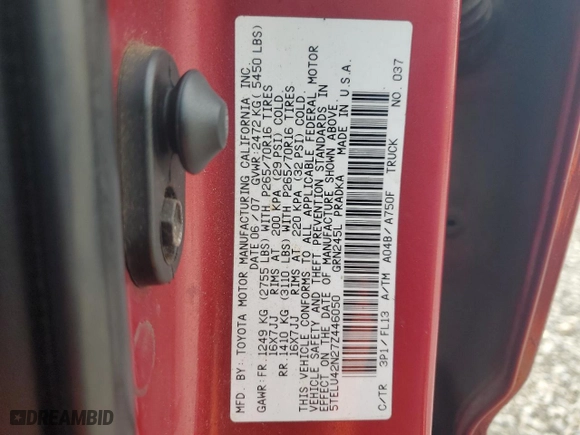 MFD. BY: TOYOTA MOTOR MANUFACTURING CALIFORNIA INC.
DATE 06 / 07 GVWR: 2472 KG ( 5450 LBS)
GAWR: FR. 1249 KG (2755 LBS) WITH P265/70R16 TIRES
16X7JJ RIMS AT 200 KPA (29 PSI) COLD.
RR. 1410 KG (3110 LBS) WITH P265/70R16 TIRES
16X7JJ RIMS AT 220 KPA (32 PSI) COLD.
THIS VEHICLE CONFORMS TO ALL APPLICABLE FEDERAL MOTOR
VEHICLE SAFETY AND THEFT PREVENTION STANDARDS IN
EFFECT ON THE DATE OF MANUFACTURE SHOWN ABOVE.
5TELU42N27Z446050 GRN245L PRADKA MADE IN U.S.A.
C/TR 3P1/FL13 A/TM A04B/A750F TRUCK NO. 037
DREAMBID